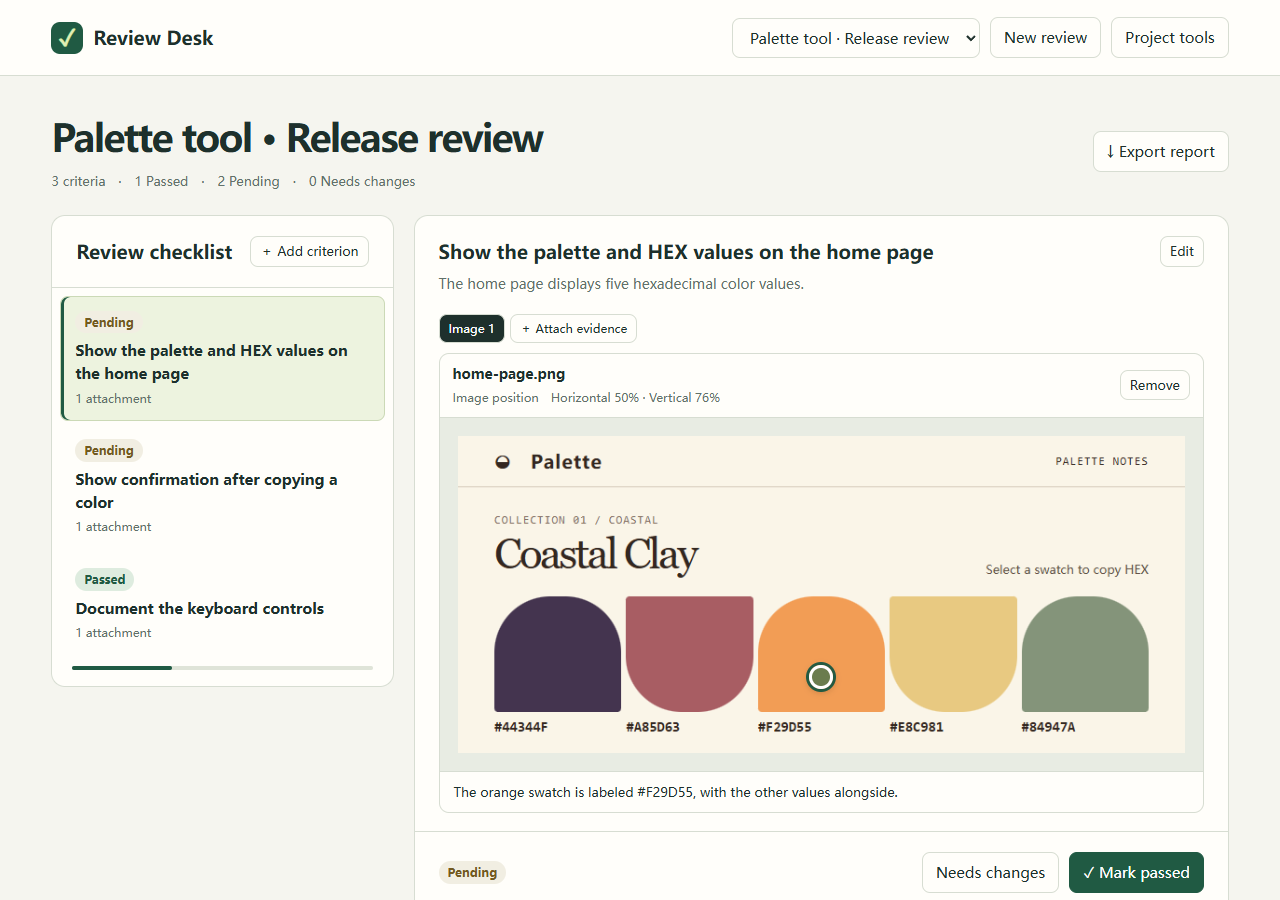 Review Desk
Palette tool · Release review
New review
Project tools
Palette tool • Release review
3 criteria · 1 Passed · 2 Pending · 0 Needs changes
↓ Export report
Review checklist
+ Add criterion
Pending
Show the palette and HEX values on
the home page
1 attachment
Pending
Show confirmation after copying a
color
1 attachment
Passed
Document the keyboard controls
1 attachment
Show the palette and HEX values on the home page
Edit
The home page displays five hexadecimal color values.
Image 1
+ Attach evidence
home-page.png
Image position Horizontal 50% · Vertical 76%
Remove
Palette
PALETTE NOTES
COLLECTION 01 / COASTAL
Coastal Clay
Select a swatch to copy HEX
#44344F
#A85D63
#F29D55
#E8C981
#84947A
The orange swatch is labeled #F29D55, with the other values alongside.
Pending
Needs changes
✓ Mark passed